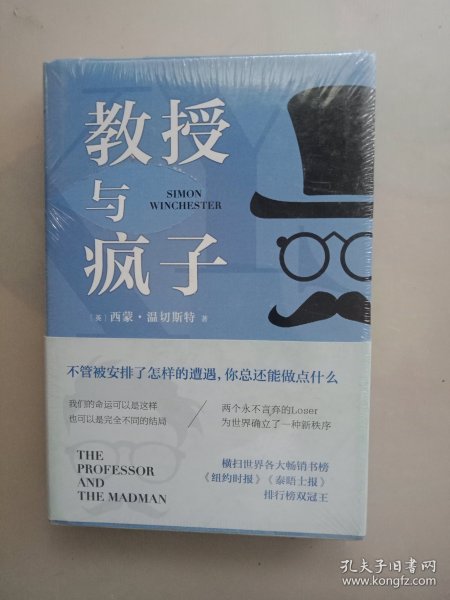 教授
与
SIMON
WINCHESTER
疯子
［英］西蒙·温切斯特 著
不管被安排了怎样的遭遇，你总还能做点什么
我们的命运可以是这样
也可以是完全不同的结局
两个永不言弃的Loser
为世界确立了一种新秩序
THE
PROFESSOR
AND
THE MADMAN
横扫世界各大畅销书榜
《纽约时报》《泰晤士报》
排行榜双冠王
孔夫子旧书网
www.kongfz.com